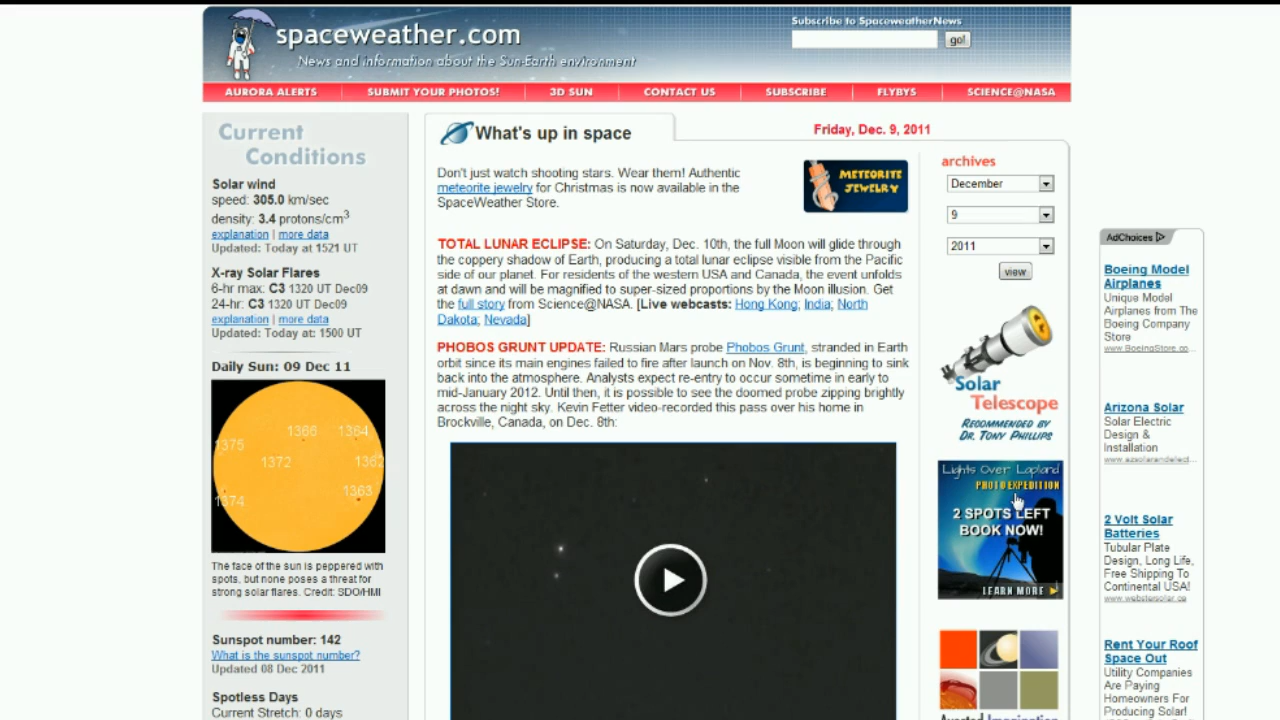 Subscribe to SpaceweatherNews
spaceweather.com
go!
News and information about the Sun-Earth environment
AURORA ALERTS
SUBMIT YOUR PHOTOS!
3D SUN
CONTACT US
SUBSCRIBE
FLYBYS
SCIENCE@NASA
Current
Conditions
Solar wind
speed: 305.0 km/sec
density: 3.4 protons/cm3
explanation | more data
Updated: Today at 1521 UT
X-ray Solar Flares
6-hr max: C3 1320 UT Dec09
24-hr: C3 1320 UT Dec09
explanation | more data
Updated: Today at: 1500 UT
Daily Sun: 09 Dec 11
1366
1364
1375
1372
1362
1363
1374
The face of the sun is peppered with
spots, but none poses a threat for
strong solar flares. Credit: SDO/HMI
Sunspot number: 142
What is the sunspot number?
Updated 08 Dec 2011
Spotless Days
Current Stretch: 0 days
What's up in space
Friday, Dec. 9, 2011
Don't just watch shooting stars. Wear them! Authentic
meteorite jewelry for Christmas is now available in the
SpaceWeather Store.
METEORITE
JEWELRY
TOTAL LUNAR ECLIPSE: On Saturday, Dec. 10th, the full Moon will glide through
the coppery shadow of Earth, producing a total lunar eclipse visible from the Pacific
side of our planet. For residents of the western USA and Canada, the event unfolds
at dawn and will be magnified to super-sized proportions by the Moon illusion. Get
the full story from Science@NASA. [Live webcasts: Hong Kong; India; North
Dakota; Nevada]
PHOBOS GRUNT UPDATE: Russian Mars probe Phobos Grunt, stranded in Earth
orbit since its main engines failed to fire after launch on Nov. 8th, is beginning to sink
back into the atmosphere. Analysts expect re-entry to occur sometime in early to
mid-January 2012. Until then, it is possible to see the doomed probe zipping brightly
across the night sky. Kevin Fetter video-recorded this pass over his home in
Brockville, Canada, on Dec. 8th:
archives
December
9
2011
view
Solar
Telescope
RECOMMENDED BY
DR. TONY PHILLIPS
Lights Over Lapland
PHOTO EXPEDITION
2 SPOTS LEFT
BOOK NOW!
LEARN MORE
AdChoices
Boeing Model
Airplanes
Unique Model
Airplanes from The
Boeing Company
Store
www.BoeingStore.co...
Arizona Solar
Solar Electric
Design &
Installation
2 Volt Solar
Batteries
Tubular Plate
Design, Long Life,
Free Shipping To
Continental USA!
www.webstersolar.ca
Rent Your Roof
Space Out
Utility Companies
Are Paying
Homeowners For
Producing Solar!